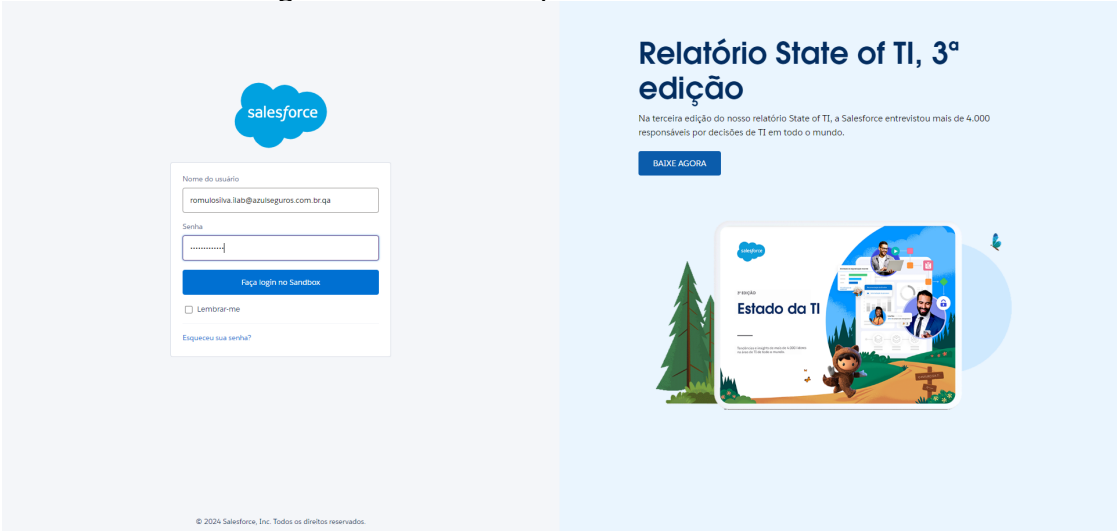 salesforce
Nome do usuário
romulosilva.liab@azulseguros.com.br.qa
Senha
Faça login no Sandbox
Lembrar-me
Esqueceu sua senha?
© 2024 Salesforce, Inc. Todos os direitos reservados.
Relatório State of TI, 3ª
edição
Na terceira edição do nosso relatório State of TI, a Salesforce entrevistou mais de 4.000
responsáveis por decisões de TI em todo o mundo.
BAIXE AGORA
salesforce
3ª EDIÇÃO
Estado da TI